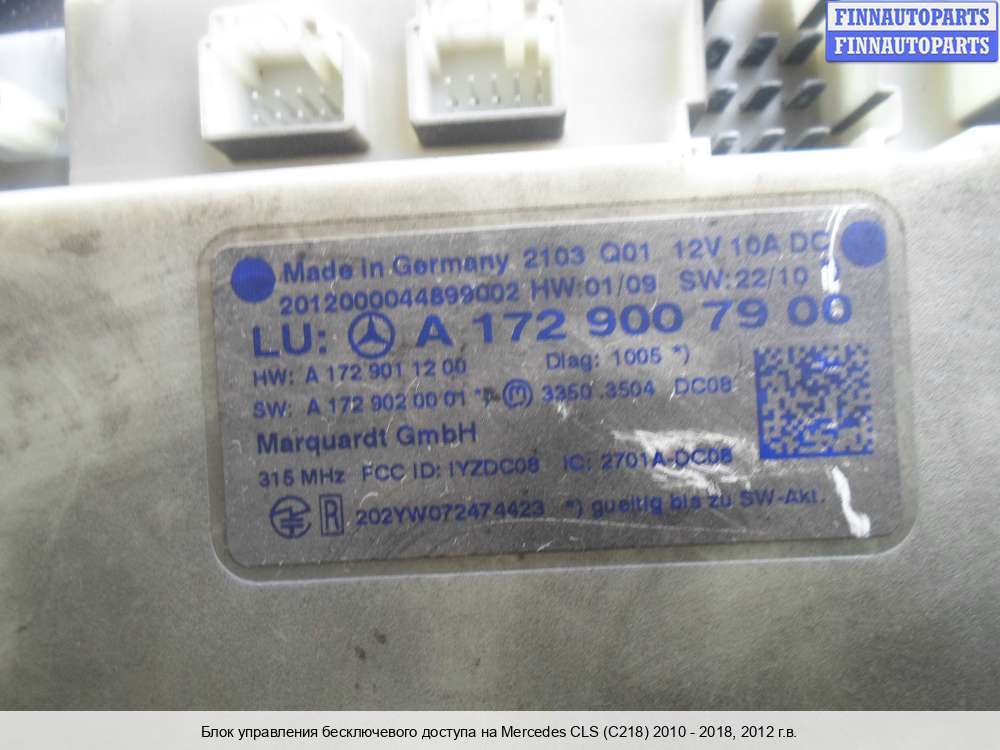 FINNAUTOPARTS
FINNAUTOPARTS
Made in Germany 2103 Q01 12V 10A DC
2012000044899002 HW:01/09 SW:22/10
LU: A 172 900 79 00
HW: A 172 901 12 00 Diag: 1005 *)
SW: A 172 902 00 01 *) 3350.3504 DC08
Marquardt GmbH
315 MHz FCC ID: IYZDC08 IC: 2701A-DC08
R 202YW072474423 *) gueltig bis zu SW-Akt.
Блок управления бесключевого доступа на Mercedes CLS (C218) 2010 - 2018, 2012 г.в.